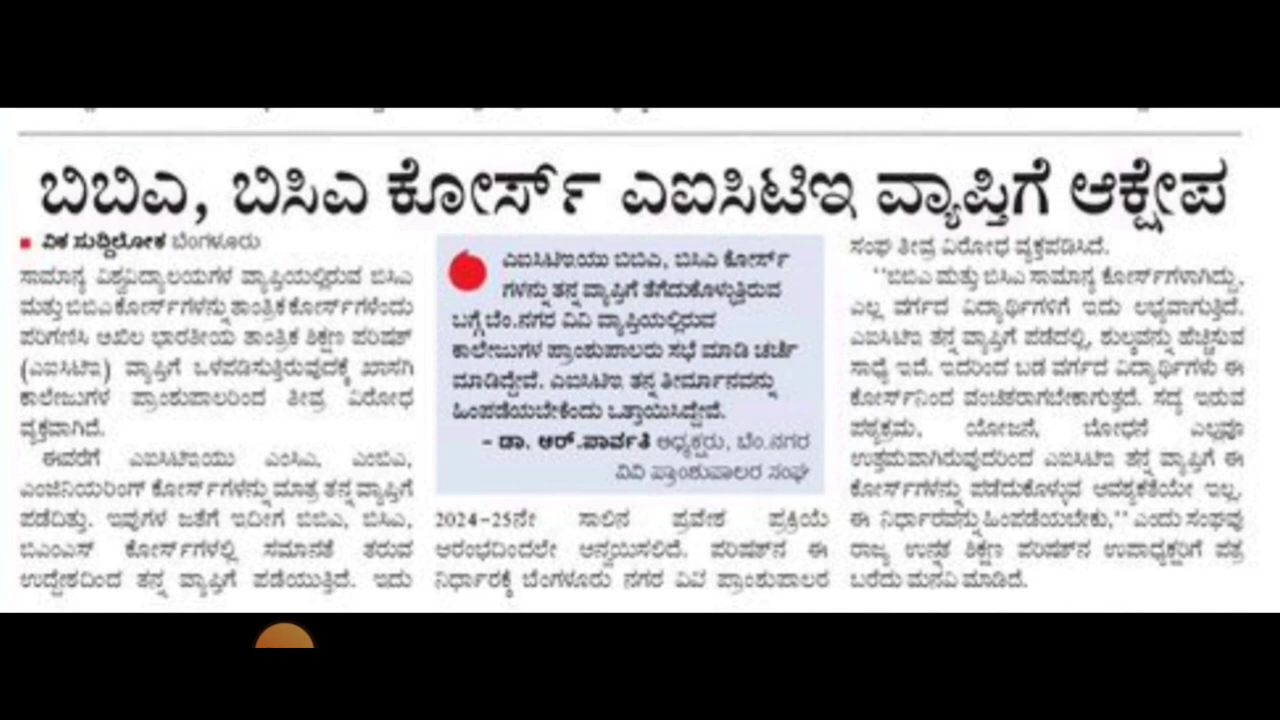 ಬಿಬಿಎ, ಬಿಸಿಎ ಕೋರ್ಸ್ ಎಐಸಿಟಿಇ ವ್ಯಾಪ್ತಿಗೆ ಆಕ್ಷೇಪ
■ ವಿಕ ಸುದ್ದಿಲೋಕ ಬೆಂಗಳೂರು
ಸಾಮಾನ್ಯ ವಿಶ್ವವಿದ್ಯಾಲಯಗಳ ವ್ಯಾಪ್ತಿಯಲ್ಲಿರುವ ಬಿಸಿಎ
ಮತ್ತು ಬಿಬಿಎ ಕೋರ್ಸ್‌ಗಳನ್ನು ತಾಂತ್ರಿಕ ಕೋರ್ಸ್‌ಗಳೆಂದು
ಪರಿಗಣಿಸಿ ಅಖಿಲ ಭಾರತೀಯ ತಾಂತ್ರಿಕ ಶಿಕ್ಷಣ ಪರಿಷತ್
(ಎಐಸಿಟಿಇ) ವ್ಯಾಪ್ತಿಗೆ ಒಳಪಡಿಸುತ್ತಿರುವುದಕ್ಕೆ ಖಾಸಗಿ
ಕಾಲೇಜುಗಳ ಪ್ರಾಂಶುಪಾಲರಿಂದ ತೀವ್ರ ವಿರೋಧ
ವ್ಯಕ್ತವಾಗಿದೆ.
ಈವರೆಗೆ ಎಐಸಿಟಿಇಯು ಎಂಸಿಎ, ಎಂಬಿಎ,
ಎಂಜಿನಿಯರಿಂಗ್ ಕೋರ್ಸ್‌ಗಳನ್ನು ಮಾತ್ರ ತನ್ನ ವ್ಯಾಪ್ತಿಗೆ
ಪಡೆದಿತ್ತು. ಇವುಗಳ ಜತೆಗೆ ಇದೀಗ ಬಿಬಿಎ, ಬಿಸಿಎ,
ಬಿಎಂಎಸ್ ಕೋರ್ಸ್‌ಗಳಲ್ಲಿ ಸಮಾನತೆ ತರುವ
ಉದ್ದೇಶದಿಂದ ತನ್ನ ವ್ಯಾಪ್ತಿಗೆ ಪಡೆಯುತ್ತಿದೆ. ಇದು
ಎಐಸಿಟಿಇಯು ಬಿಬಿಎ, ಬಿಸಿಎ ಕೋರ್ಸ್
ಗಳನ್ನು ತನ್ನ ವ್ಯಾಪ್ತಿಗೆ ತೆಗೆದುಕೊಳ್ಳುತ್ತಿರುವ
ಬಗ್ಗೆ ಬೆಂ.ನಗರ ವಿವಿ ವ್ಯಾಪ್ತಿಯಲ್ಲಿರುವ
ಕಾಲೇಜುಗಳ ಪ್ರಾಂಶುಪಾಲರು ಸಭೆ ಮಾಡಿ ಚರ್ಚೆ
ಮಾಡಿದ್ದೇವೆ. ಎಐಸಿಟಿಇ ತನ್ನ ತೀರ್ಮಾನವನ್ನು
ಹಿಂಪಡೆಯಬೇಕೆಂದು ಒತ್ತಾಯಿಸಿದ್ದೇವೆ.
- ಡಾ. ಆರ್.ಪಾರ್ವತಿ ಅಧ್ಯಕ್ಷರು, ಬೆಂ.ನಗರ
ವಿವಿ ಪ್ರಾಂಶುಪಾಲರ ಸಂಘ
2024-25ನೇ ಸಾಲಿನ ಪ್ರವೇಶ ಪ್ರಕ್ರಿಯೆ
ಆರಂಭದಿಂದಲೇ ಅನ್ವಯಿಸಲಿದೆ. ಪರಿಷತ್‌ನ ಈ
ನಿರ್ಧಾರಕ್ಕೆ ಬೆಂಗಳೂರು ನಗರ ವಿವಿ ಪ್ರಾಂಶುಪಾಲರ
ಸಂಘ ತೀವ್ರ ವಿರೋಧ ವ್ಯಕ್ತಪಡಿಸಿದೆ.
‘‘ಬಿಬಿಎ ಮತ್ತು ಬಿಸಿಎ ಸಾಮಾನ್ಯ ಕೋರ್ಸ್‌ಗಳಾಗಿದ್ದು,
ಎಲ್ಲ ವರ್ಗದ ವಿದ್ಯಾರ್ಥಿಗಳಿಗೆ ಇದು ಲಭ್ಯವಾಗುತ್ತಿದೆ.
ಎಐಸಿಟಿಇ ತನ್ನ ವ್ಯಾಪ್ತಿಗೆ ಪಡೆದಲ್ಲಿ, ಶುಲ್ಕವನ್ನು ಹೆಚ್ಚಿಸುವ
ಸಾಧ್ಯತೆ ಇದೆ. ಇದರಿಂದ ಬಡ ವರ್ಗದ ವಿದ್ಯಾರ್ಥಿಗಳು ಈ
ಕೋರ್ಸ್‌ನಿಂದ ವಂಚಿತರಾಗಬೇಕಾಗುತ್ತದೆ. ಸದ್ಯ ಇರುವ
ಪಠ್ಯಕ್ರಮ, ಯೋಜನೆ, ಬೋಧನೆ ಎಲ್ಲವೂ
ಉತ್ತಮವಾಗಿರುವುದರಿಂದ ಎಐಸಿಟಿಇ ತನ್ನ ವ್ಯಾಪ್ತಿಗೆ ಈ
ಕೋರ್ಸ್‌ಗಳನ್ನು ಪಡೆದುಕೊಳ್ಳುವ ಅವಶ್ಯಕತೆಯೇ ಇಲ್ಲ.
ಈ ನಿರ್ಧಾರವನ್ನು ಹಿಂಪಡೆಯಬೇಕು,’’ ಎಂದು ಸಂಘವು
ರಾಜ್ಯ ಉನ್ನತ ಶಿಕ್ಷಣ ಪರಿಷತ್‌ನ ಉಪಾಧ್ಯಕ್ಷರಿಗೆ ಪತ್ರ
ಬರೆದು ಮನವಿ ಮಾಡಿದೆ.